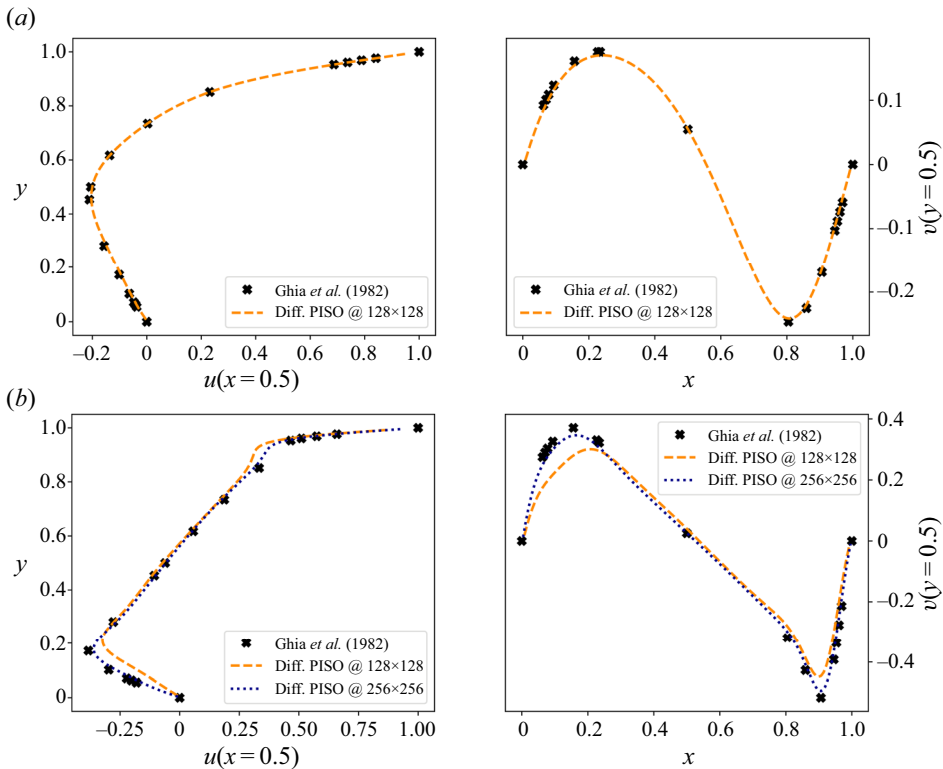 (a)
1.0
0.8
0.6
0.4
0.2
0
y
−0.2 0 0.2 0.4 0.6 0.8 1.0
u(x = 0.5)
Ghia et al. (1982)
Diff. PISO @ 128×128
0.1
0
−0.1
−0.2
v(y = 0.5)
0 0.2 0.4 0.6 0.8 1.0
x
Ghia et al. (1982)
Diff. PISO @ 128×128
(b)
1.0
0.8
0.6
0.4
0.2
0
y
−0.25 0 0.25 0.50 0.75 1.00
u(x = 0.5)
Ghia et al. (1982)
Diff. PISO @ 128×128
Diff. PISO @ 256×256
0.4
0.2
0
−0.2
−0.4
v(y = 0.5)
0 0.2 0.4 0.6 0.8 1.0
x
Ghia et al. (1982)
Diff. PISO @ 128×128
Diff. PISO @ 256×256